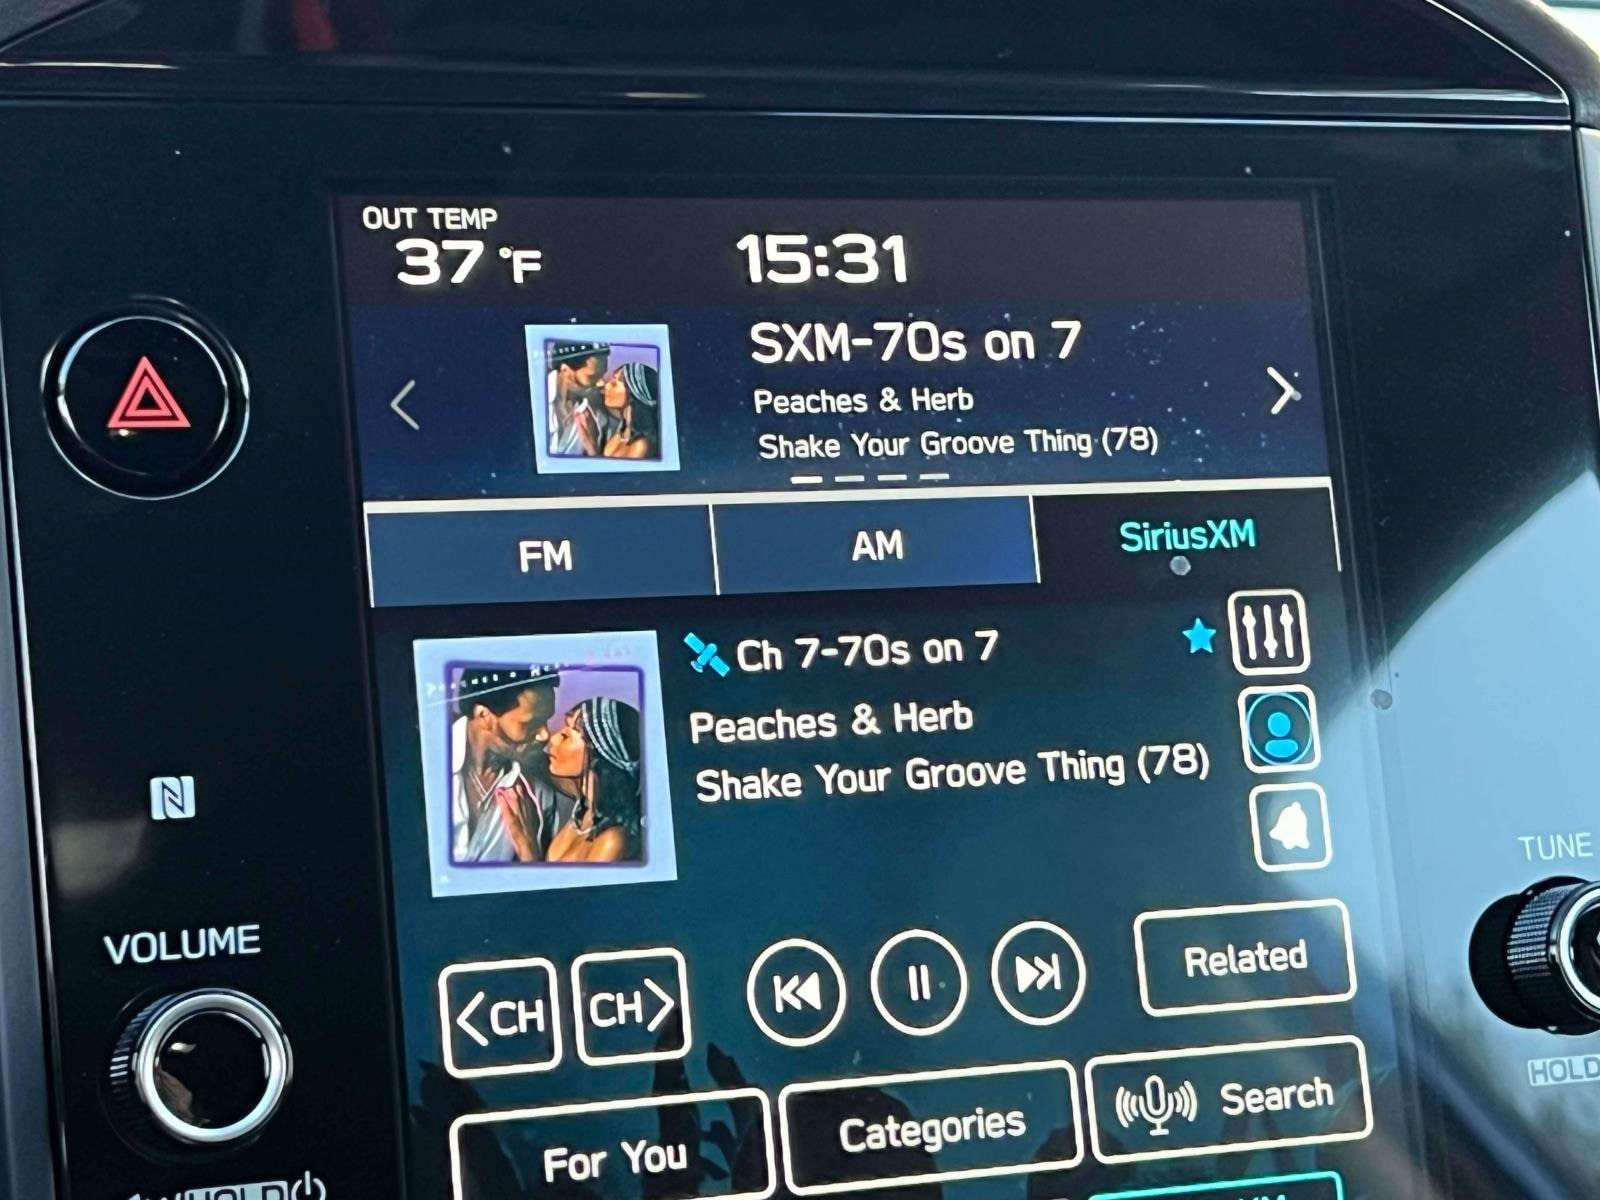 OUT TEMP
37 °F
15:31
SXM-70s on 7
Peaches & Herb
Shake Your Groove Thing (78)
FM
AM
SiriusXM
Ch 7-70s on 7
Peaches & Herb
Shake Your Groove Thing (78)
VOLUME
TUNE
<CH
CH>
Related
HOLD
For You
Categories
Search
HOLD